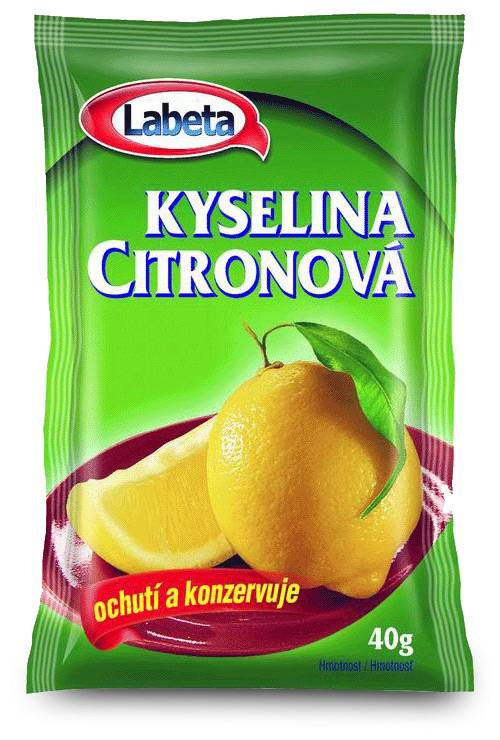 Labeta
KYSELINA
CITRONOVÁ
ochutí a konzervuje
40g
Hmotnost / Hmotnosť